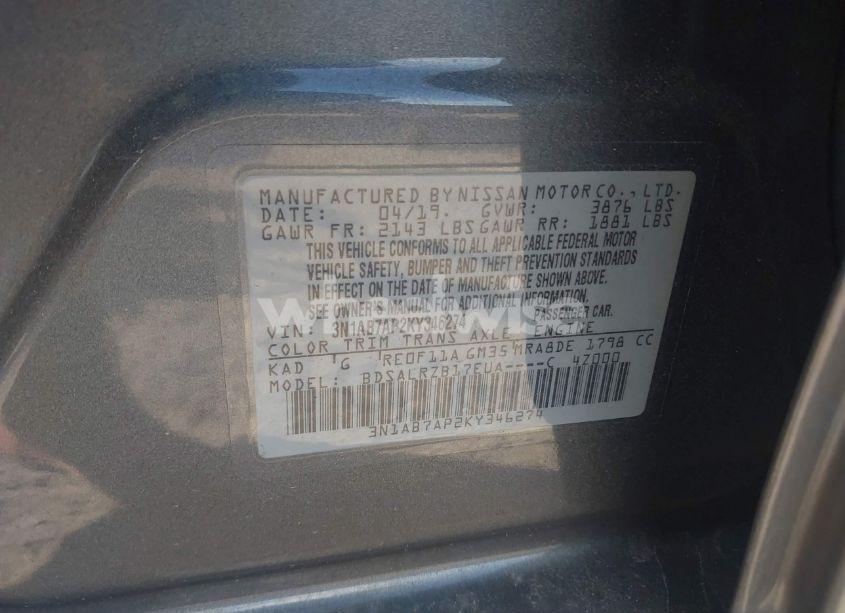 MANUFACTURED BY NISSAN MOTOR CO., LTD.
DATE: 04/19. GVWR: 3876 LBS
GAWR FR: 2143 LBS GAWR RR: 1881 LBS
THIS VEHICLE CONFORMS TO ALL APPLICABLE FEDERAL MOTOR
VEHICLE SAFETY, BUMPER AND THEFT PREVENTION STANDARDS
IN EFFECT ON THE DATE OF MANUFACTURE SHOWN ABOVE.
SEE OWNER'S MANUAL FOR ADDITIONAL INFORMATION.
VIN: 3N1AB7AP2KY346274 PASSENGER CAR
COLOR TRIM TRANS AXLE ENGINE
KAD G RE0F11A GM35 MRA8DE 1798 CC
MODEL: BDSALRZB17EUA----C 4Z000
3N1AB7AP2KY346274